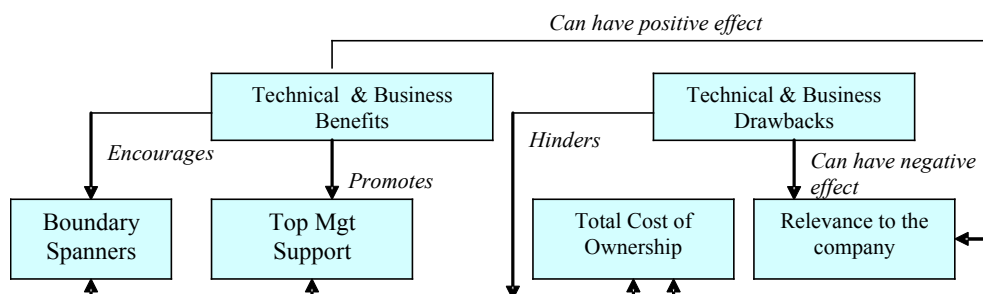 Can have positive effect
Technical & Business
Benefits
Technical & Business
Drawbacks
Encourages
Hinders
Promotes
Can have negative
effect
Boundary
Spanners
Top Mgt
Support
Total Cost of
Ownership
Relevance to the
company